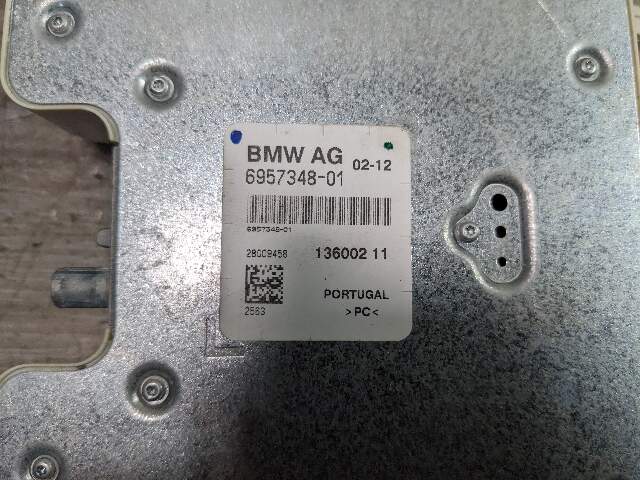 BMW AG 02-12
6957348-01
6957348-01
28009458 136002 11
PORTUGAL
2563 >PC<